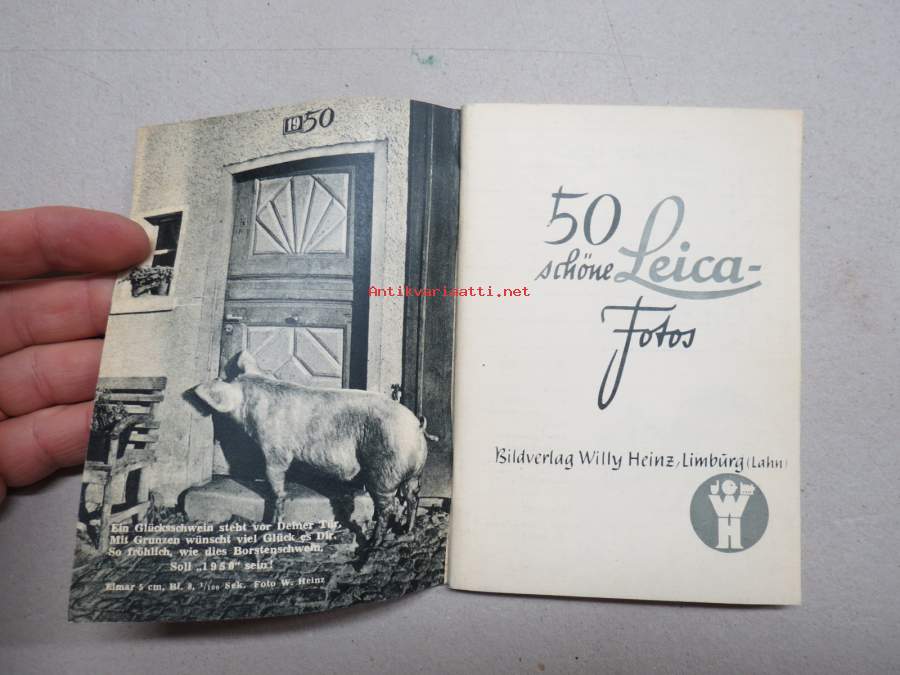 1950
Ein Glücksschwein steht vor Deiner Tür.
Mit Grunzen wünscht viel Glück es Dir.
So fröhlich, wie dies Borstenschwein,
Soll „1950" sein!
Elmar 5 cm, Bl. 8, 1/100 Sek. Foto W. Heinz
Antikvariaatti.net
50
schöne Leica-
Fotos
Bildverlag Willy Heinz, Limburg (Lahn)
WH